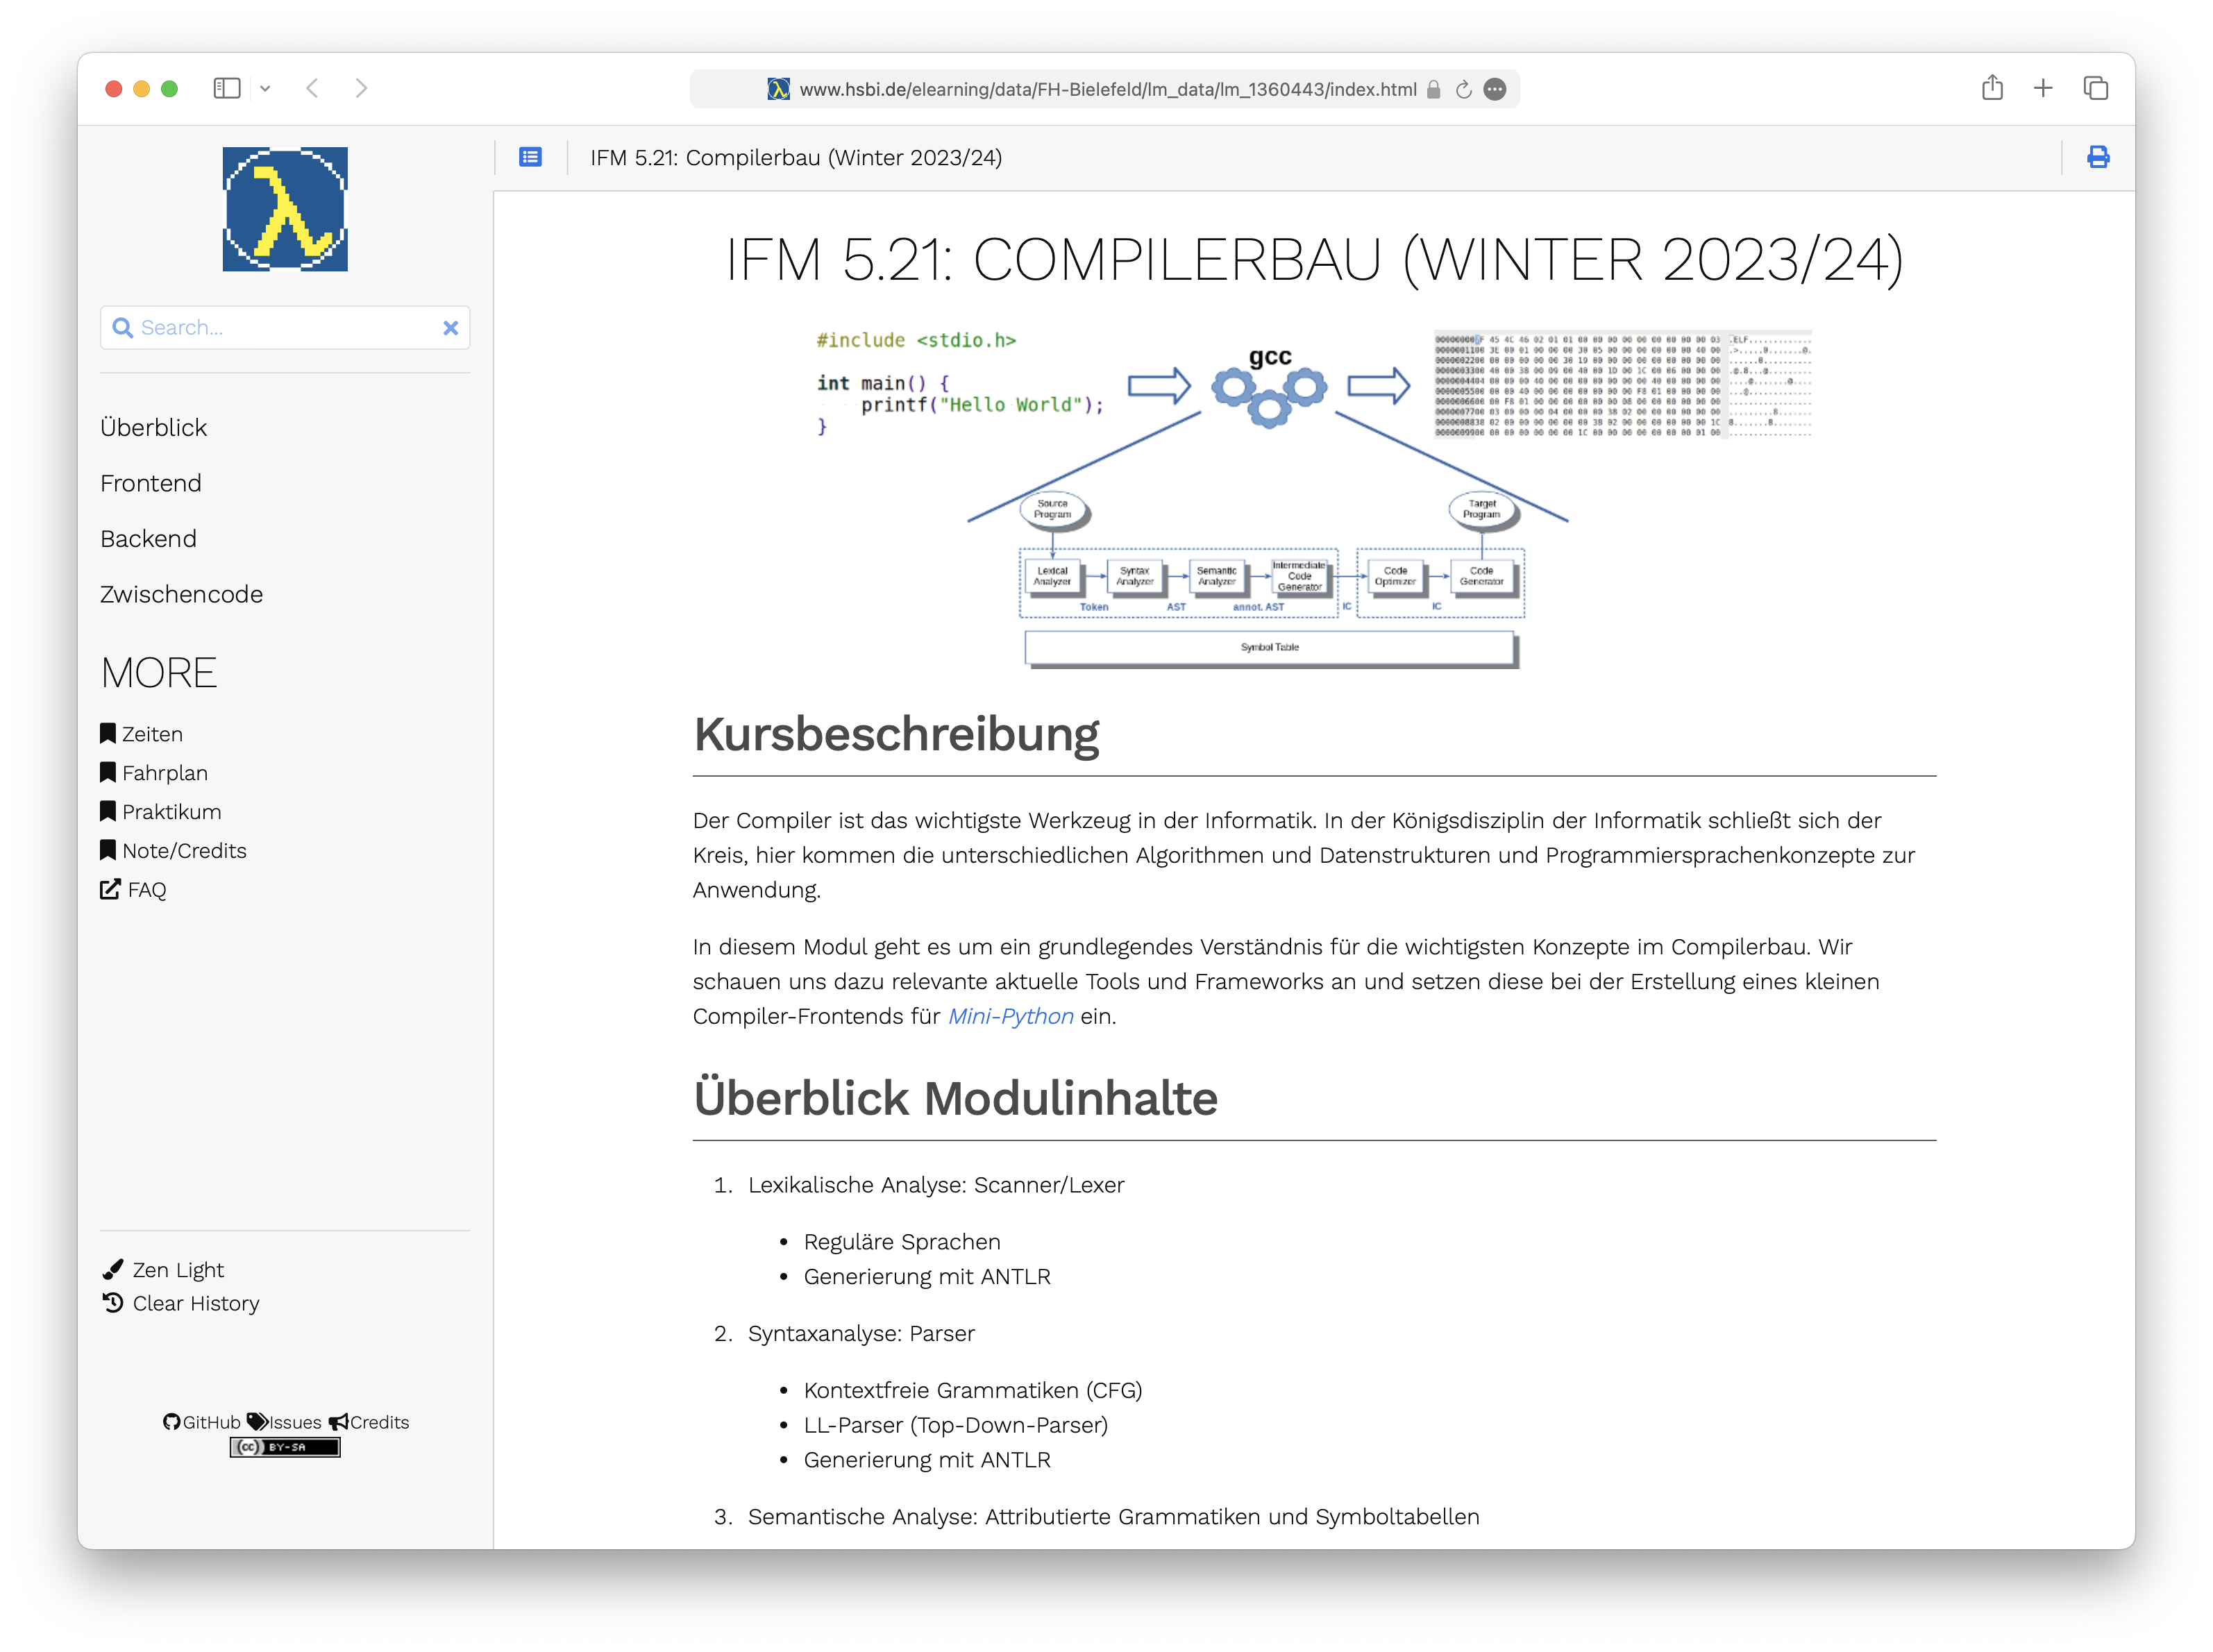 www.hsbi.de/elearning/data/FH-Bielefeld/lm_data/lm_1360443/index.html
IFM 5.21: Compilerbau (Winter 2023/24)
λ
Search...
Überblick
Frontend
Backend
Zwischencode
MORE
Zeiten
Fahrplan
Praktikum
Note/Credits
FAQ
Zen Light
Clear History
GitHub Issues Credits
cc BY-SA
IFM 5.21: COMPILERBAU (WINTER 2023/24)
#include <stdio.h>
int main() {
printf("Hello World");
}
gcc
Source
Program
Target
Program
Lexical
Analyzer
Syntax
Analyzer
Semantic
Analyzer
Intermediate
Code
Generator
Code
Optimizer
Code
Generator
Token AST annot. AST IC IC
Symbol Table
Kursbeschreibung
Der Compiler ist das wichtigste Werkzeug in der Informatik. In der Königsdisziplin der Informatik schließt sich der
Kreis, hier kommen die unterschiedlichen Algorithmen und Datenstrukturen und Programmiersprachenkonzepte zur
Anwendung.
In diesem Modul geht es um ein grundlegendes Verständnis für die wichtigsten Konzepte im Compilerbau. Wir
schauen uns dazu relevante aktuelle Tools und Frameworks an und setzen diese bei der Erstellung eines kleinen
Compiler-Frontends für Mini-Python ein.
Überblick Modulinhalte
1. Lexikalische Analyse: Scanner/Lexer
• Reguläre Sprachen
• Generierung mit ANTLR
2. Syntaxanalyse: Parser
• Kontextfreie Grammatiken (CFG)
• LL-Parser (Top-Down-Parser)
• Generierung mit ANTLR
3. Semantische Analyse: Attributierte Grammatiken und Symboltabellen